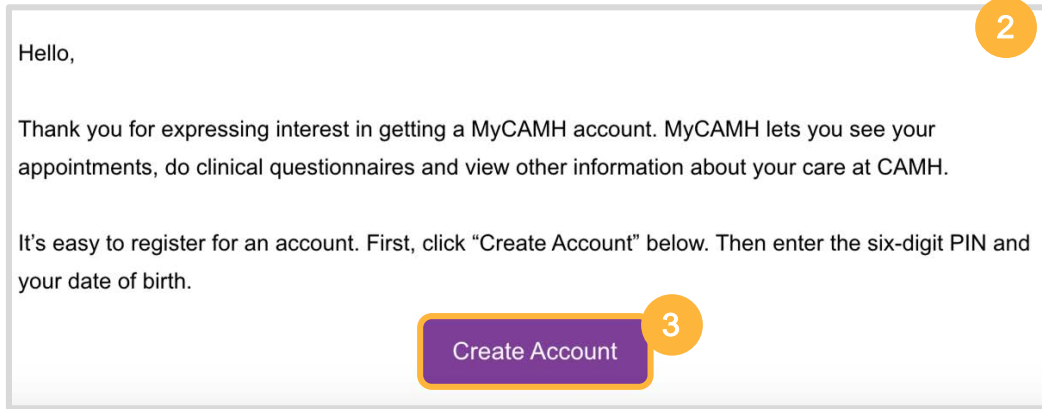 2
Hello,
Thank you for expressing interest in getting a MyCAMH account. MyCAMH lets you see your
appointments, do clinical questionnaires and view other information about your care at CAMH.
It’s easy to register for an account. First, click “Create Account” below. Then enter the six-digit PIN and
your date of birth.
3
Create Account